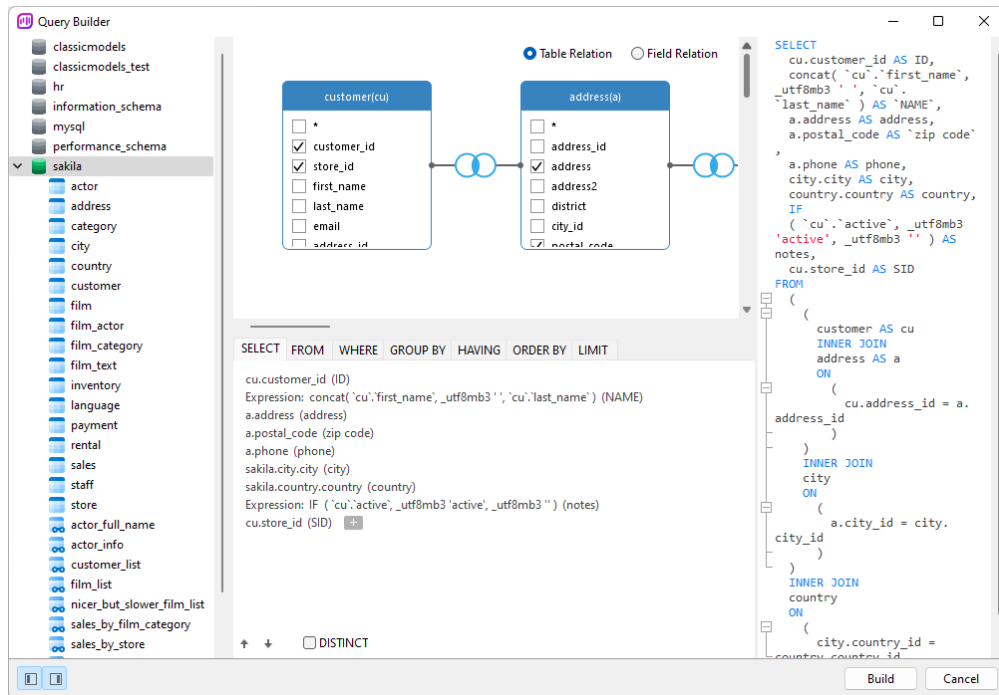 Query Builder
classicmodels
classicmodels_test
hr
information_schema
mysql
performance_schema
sakila
actor
address
category
city
country
customer
film
film_actor
film_category
film_text
inventory
language
payment
rental
sales
staff
store
actor_full_name
actor_info
customer_list
film_list
nicer_but_slower_film_list
sales_by_film_category
sales_by_store
Table Relation
Field Relation
customer(cu)
*
customer_id
store_id
first_name
last_name
email
address_id
address(a)
*
address_id
address
address2
district
city_id
postal_code
SELECT FROM WHERE GROUP BY HAVING ORDER BY LIMIT
cu.customer_id (ID)
Expression: concat( `cu`.`first_name`, _utf8mb3 ' ', `cu`.`last_name` ) (NAME)
a.address (address)
a.postal_code (zip code)
a.phone (phone)
sakila.city.city (city)
sakila.country.country (country)
Expression: IF ( `cu`.`active`, _utf8mb3 'active', _utf8mb3 '' ) (notes)
cu.store_id (SID)
DISTINCT
SELECT
cu.customer_id AS ID,
concat( `cu`.`first_name`,
_utf8mb3 ' ', `cu`.
`last_name` ) AS `NAME`,
a.address AS address,
a.postal_code AS `zip code`
,
a.phone AS phone,
city.city AS city,
country.country AS country,
IF
( `cu`.`active`, _utf8mb3
'active', _utf8mb3 '' ) AS
notes,
cu.store_id AS SID
FROM
(
(
customer AS cu
INNER JOIN
address AS a
ON
(
cu.address_id = a.
address_id
)
)
INNER JOIN
city
ON
(
a.city_id = city.
city_id
)
)
INNER JOIN
country
ON
(
city.country_id =
country.country_id
Build
Cancel